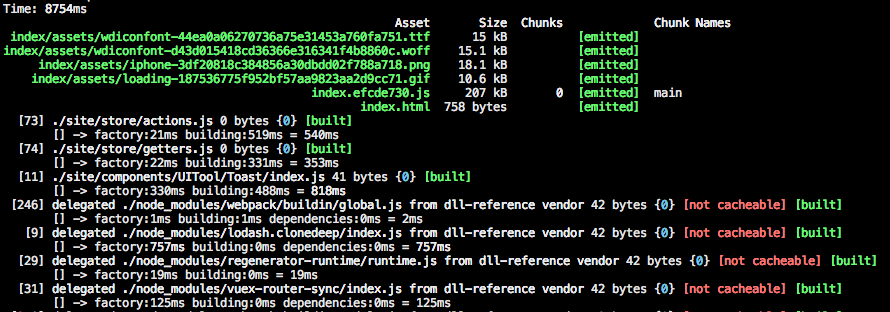 Time: 8754ms
Asset Size Chunks Chunk Names
index/assets/wdiconfont-44ea0a06270736a75e31453a760fa751.ttf 15 kB [emitted]
index/assets/wdiconfont-d43d015418cd36366e316341f4b8860c.woff 15.1 kB [emitted]
index/assets/iphone-3df20818c384856a30dbdd02f788a718.png 18.1 kB [emitted]
index/assets/loading-187536775f952bf57aa9823aa2d9cc71.gif 10.6 kB [emitted]
index.efcde730.js 207 kB 0 [emitted] main
index.html 758 bytes [emitted]
[73] ./site/store/actions.js 0 bytes {0} [built]
[] -> factory:21ms building:519ms = 540ms
[74] ./site/store/getters.js 0 bytes {0} [built]
[] -> factory:22ms building:331ms = 353ms
[11] ./site/components/UITool/Toast/index.js 41 bytes {0} [built]
[] -> factory:330ms building:488ms = 818ms
[246] delegated ./node_modules/webpack/buildin/global.js from dll-reference vendor 42 bytes {0} [not cacheable] [built]
[] -> factory:1ms building:1ms dependencies:0ms = 2ms
[9] delegated ./node_modules/lodash.clonedeep/index.js from dll-reference vendor 42 bytes {0} [not cacheable] [built]
[] -> factory:757ms building:0ms dependencies:0ms = 757ms
[29] delegated ./node_modules/regenerator-runtime/runtime.js from dll-reference vendor 42 bytes {0} [not cacheable] [built]
[] -> factory:19ms building:0ms = 19ms
[31] delegated ./node_modules/vuex-router-sync/index.js from dll-reference vendor 42 bytes {0} [not cacheable] [built]
[] -> factory:125ms building:0ms dependencies:0ms = 125ms